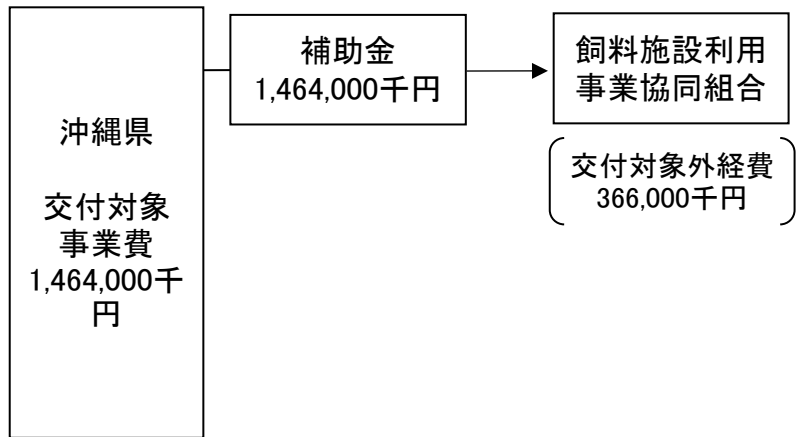 沖縄県
交付対象
事業費
1,464,000千
円
補助金
1,464,000千円
飼料施設利用
事業協同組合
交付対象外経費
366,000千円